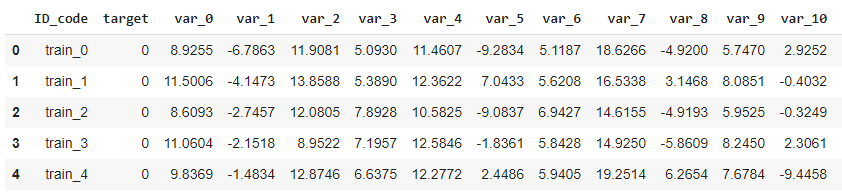 ID_code target var_0 var_1 var_2 var_3 var_4 var_5 var_6 var_7 var_8 var_9 var_10
0 train_0 0 8.9255 -6.7863 11.9081 5.0930 11.4607 -9.2834 5.1187 18.6266 -4.9200 5.7470 2.9252
1 train_1 0 11.5006 -4.1473 13.8588 5.3890 12.3622 7.0433 5.6208 16.5338 3.1468 8.0851 -0.4032
2 train_2 0 8.6093 -2.7457 12.0805 7.8928 10.5825 -9.0837 6.9427 14.6155 -4.9193 5.9525 -0.3249
3 train_3 0 11.0604 -2.1518 8.9522 7.1957 12.5846 -1.8361 5.8428 14.9250 -5.8609 8.2450 2.3061
4 train_4 0 9.8369 -1.4834 12.8746 6.6375 12.2772 2.4486 5.9405 19.2514 6.2654 7.6784 -9.4458